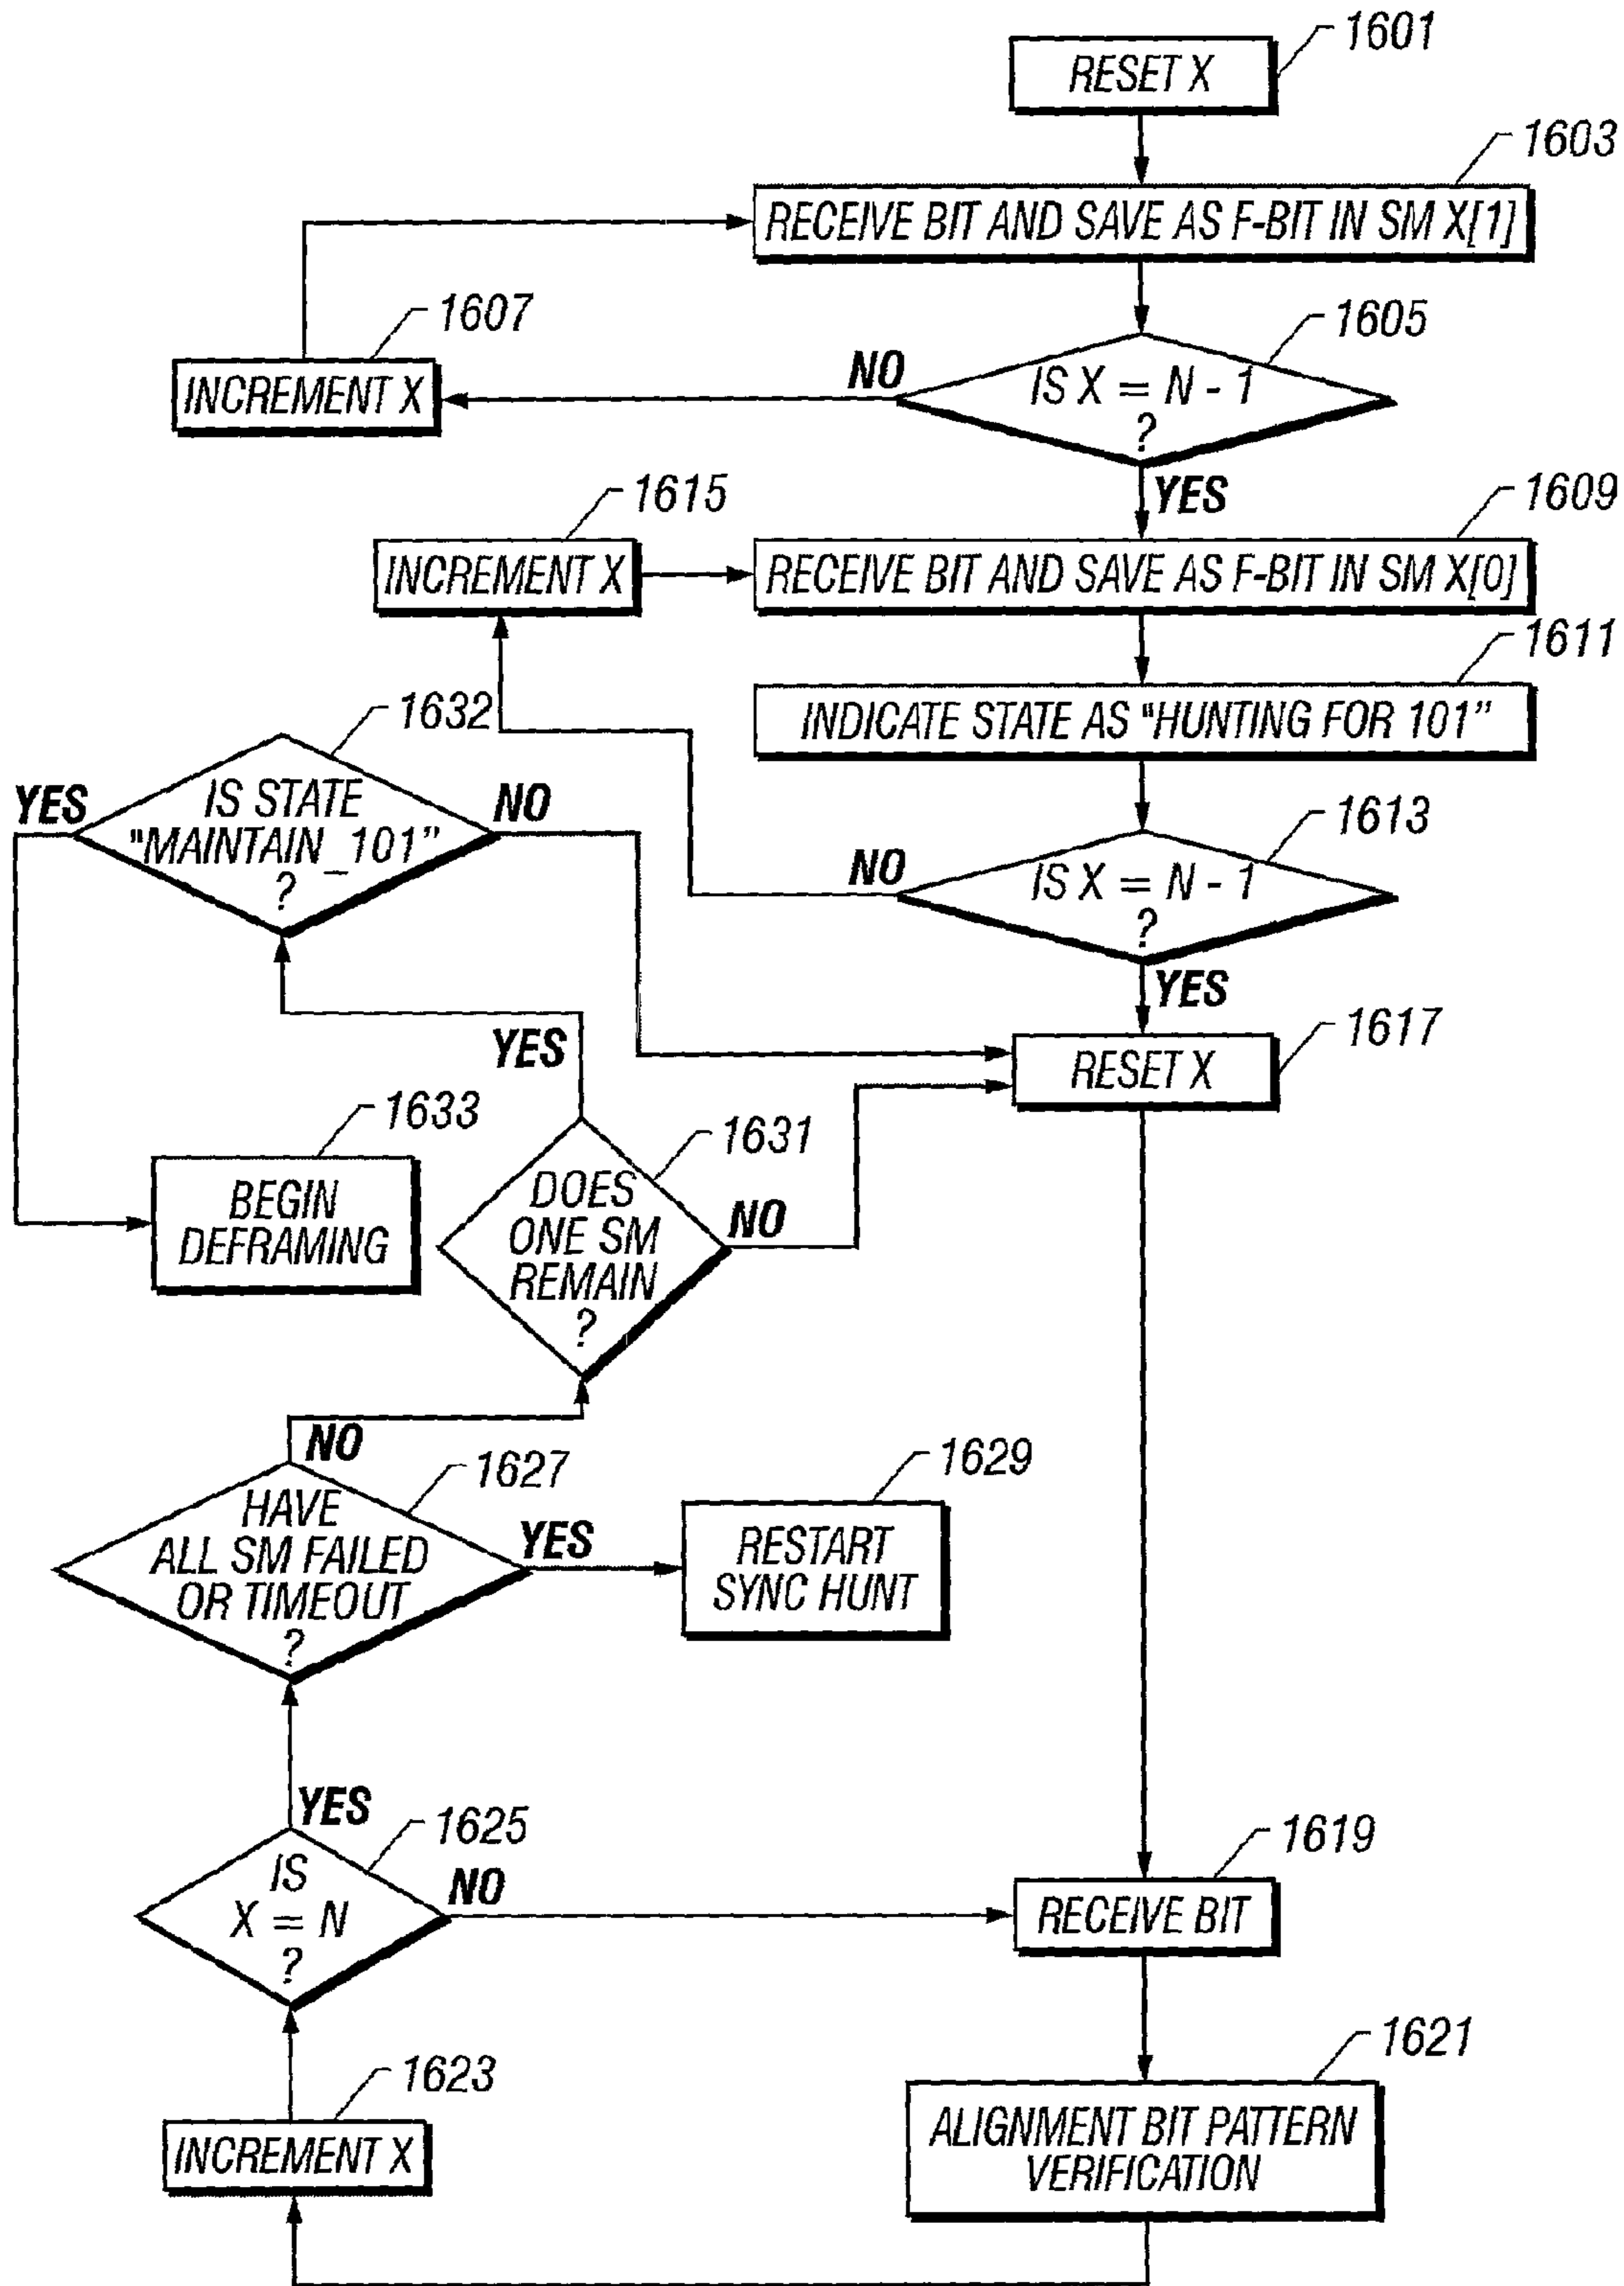 1601
RESET X
1603
RECEIVE BIT AND SAVE AS F-BIT IN SM X[1]
1607
INCREMENT X
1605
NO
IS X = N - 1
?
YES
1615
INCREMENT X
1609
RECEIVE BIT AND SAVE AS F-BIT IN SM X[0]
1611
INDICATE STATE AS "HUNTING FOR 101"
1632
YES
IS STATE
"MAINTAIN_101"
?
NO
1613
NO
IS X = N - 1
?
YES
1617
RESET X
YES
1633
BEGIN
DEFRAMING
1631
DOES
ONE SM
REMAIN
?
NO
NO
1627
HAVE
ALL SM FAILED
OR TIMEOUT
?
YES
1629
RESTART
SYNC HUNT
YES
1625
IS
X = N
?
NO
1619
RECEIVE BIT
1623
INCREMENT X
1621
ALIGNMENT BIT PATTERN
VERIFICATION